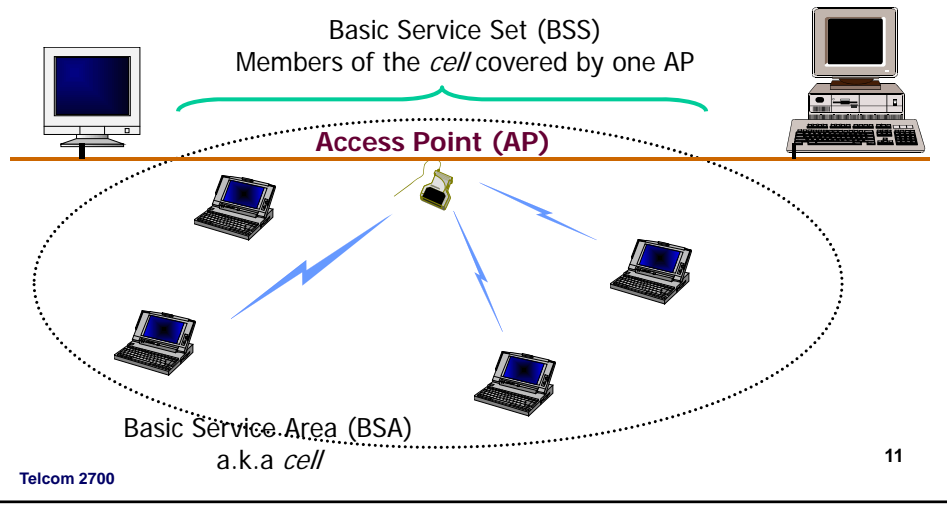 Basic Service Set (BSS)
Members of the cell covered by one AP
Access Point (AP)
Basic Service Area (BSA)
a.k.a cell
Telcom 2700
11